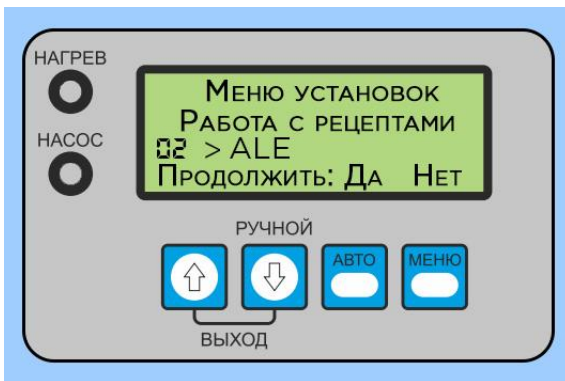 НАГРЕВ
НАСОС
Меню установок
Работа с рецептами
02 > ALE
Продолжить: Да Нет
РУЧНОЙ
АВТО
МЕНЮ
ВЫХОД